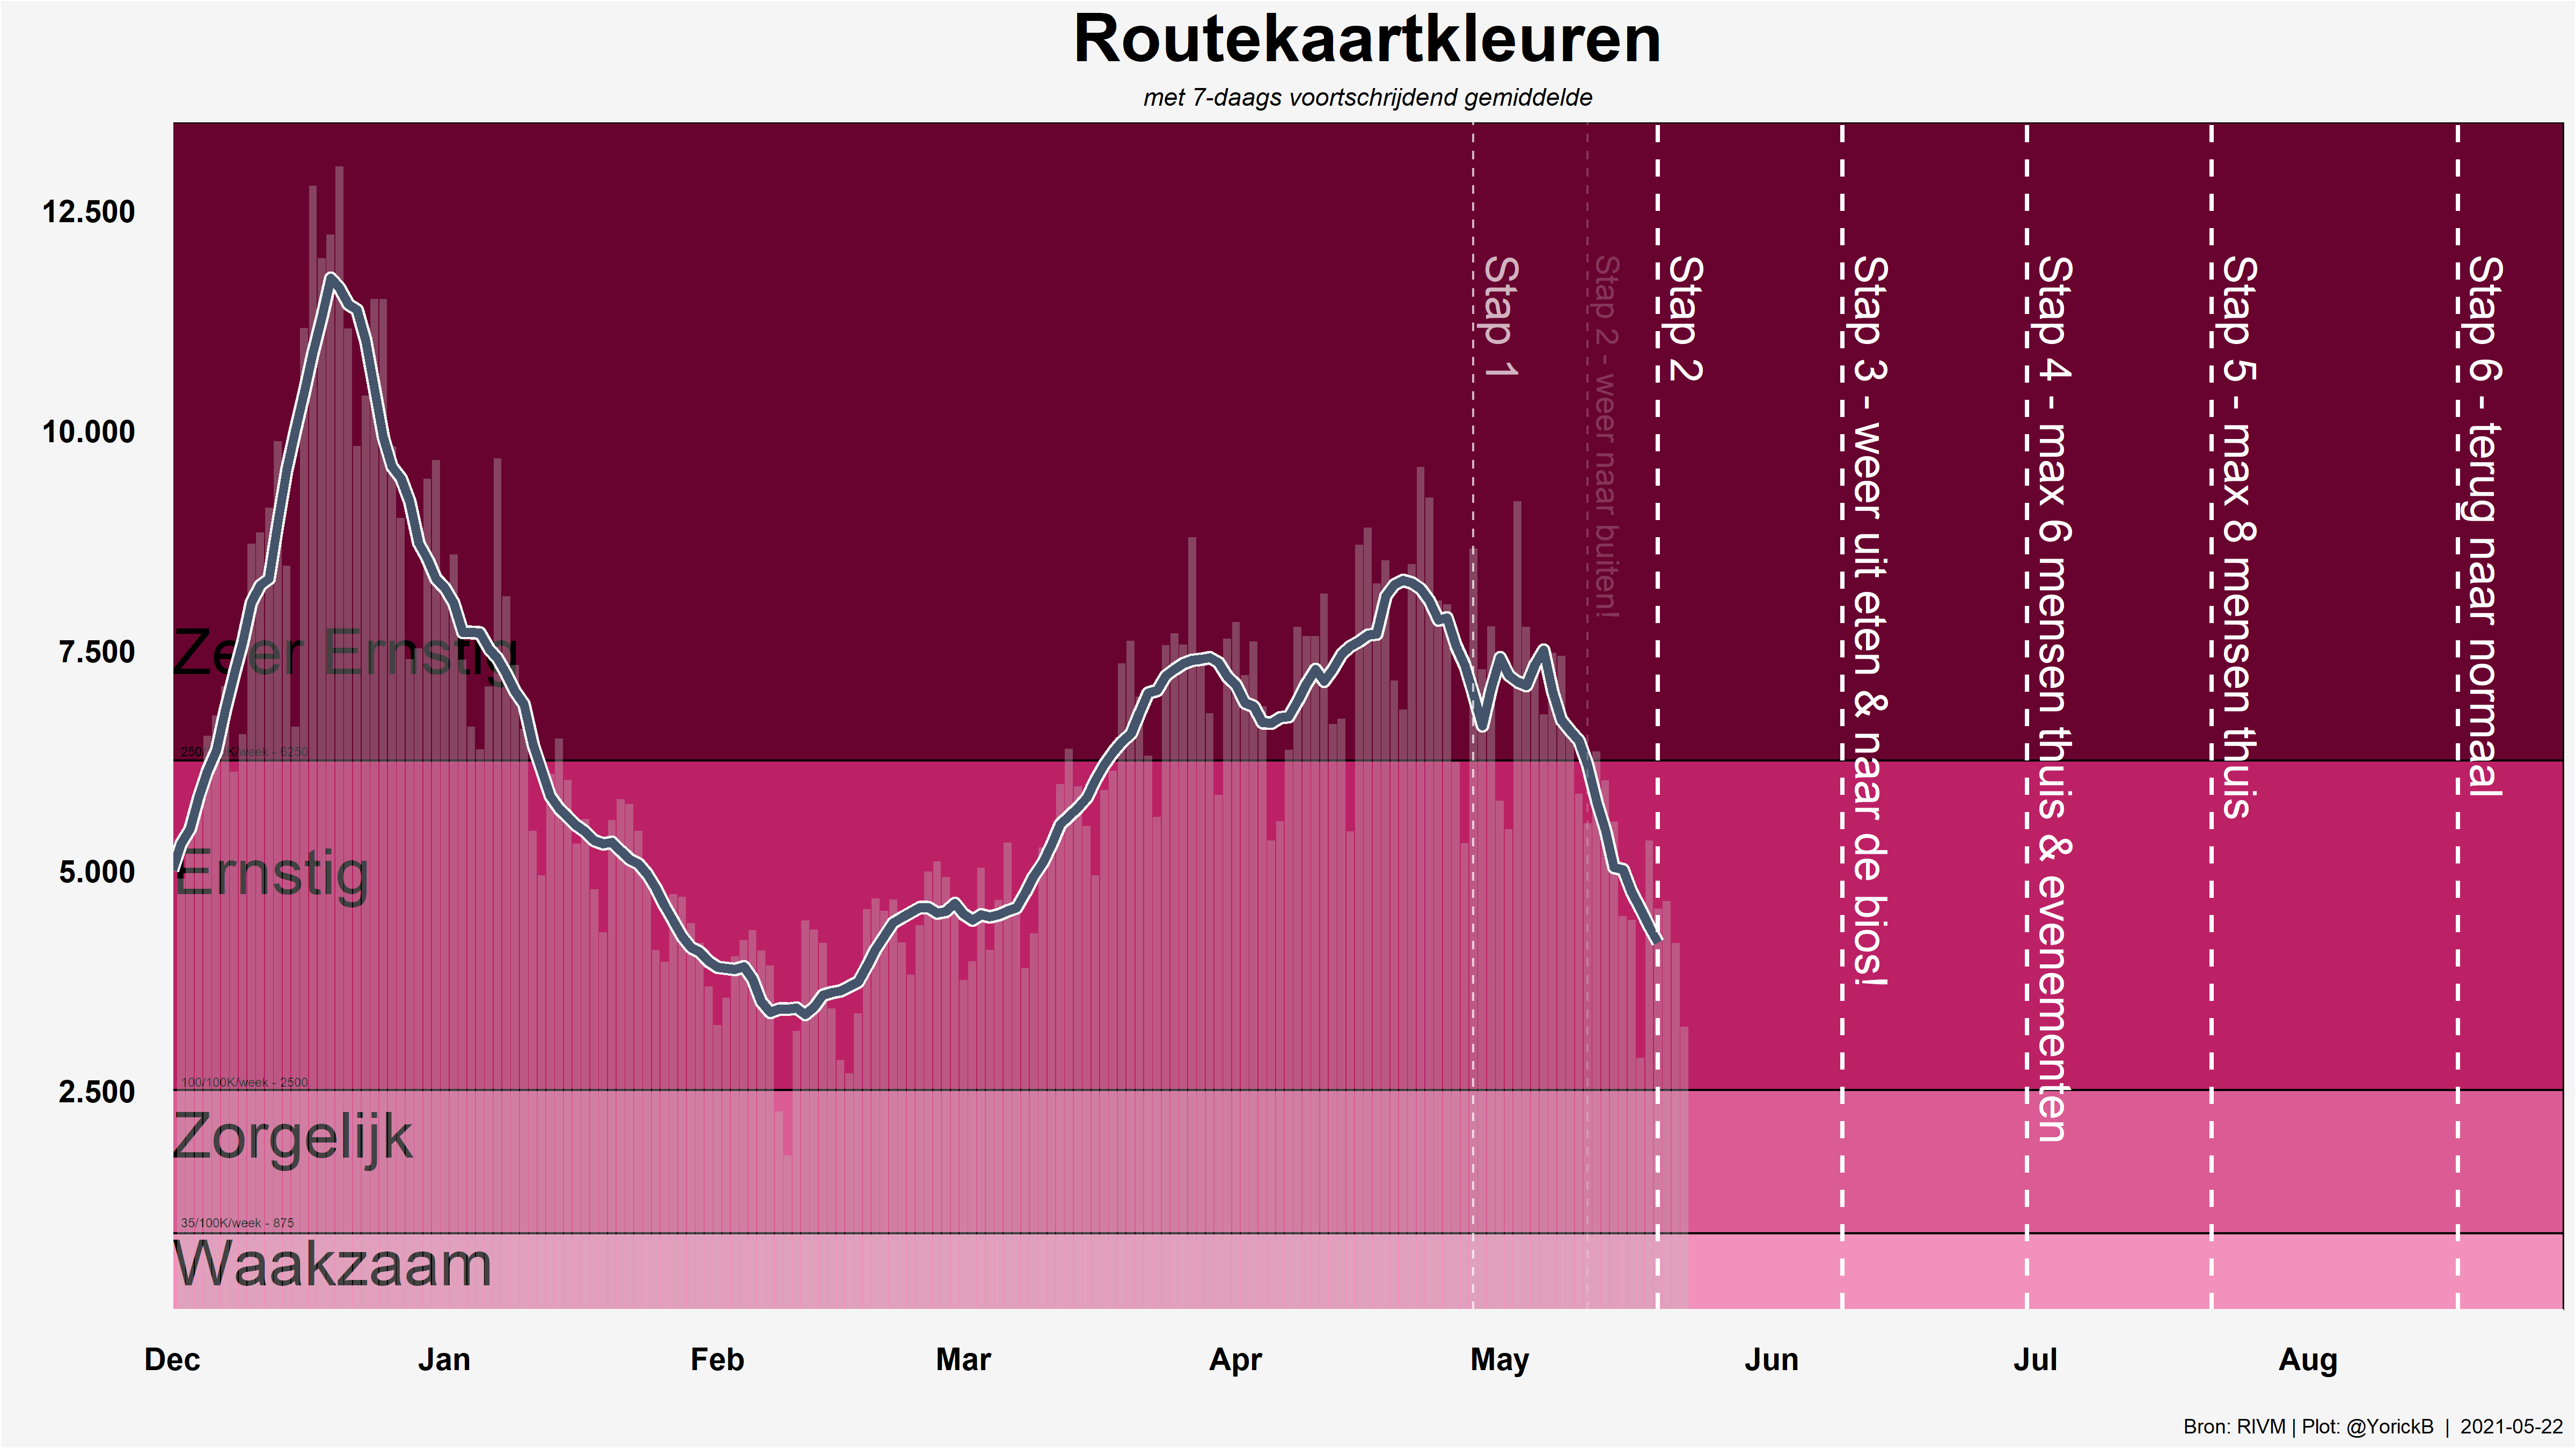 Routekaartkleuren
met 7-daags voortschrijdend gemiddelde
12.500
10.000
7.500
5.000
2.500
Zeer Ernstig
250 K/week - 6250
Ernstig
100/100K/week - 2500
Zorgelijk
35/100K/week - 875
Waakzaam
Stap 1
Stap 2 - weer naar buiten!
Stap 2
Stap 3 - weer uit eten & naar de bios!
Stap 4 - max 6 mensen thuis & evenementen
Stap 5 - max 8 mensen thuis
Stap 6 - terug naar normaal
Dec
Jan
Feb
Mar
Apr
May
Jun
Jul
Aug
Bron: RIVM | Plot: @YorickB | 2021-05-22